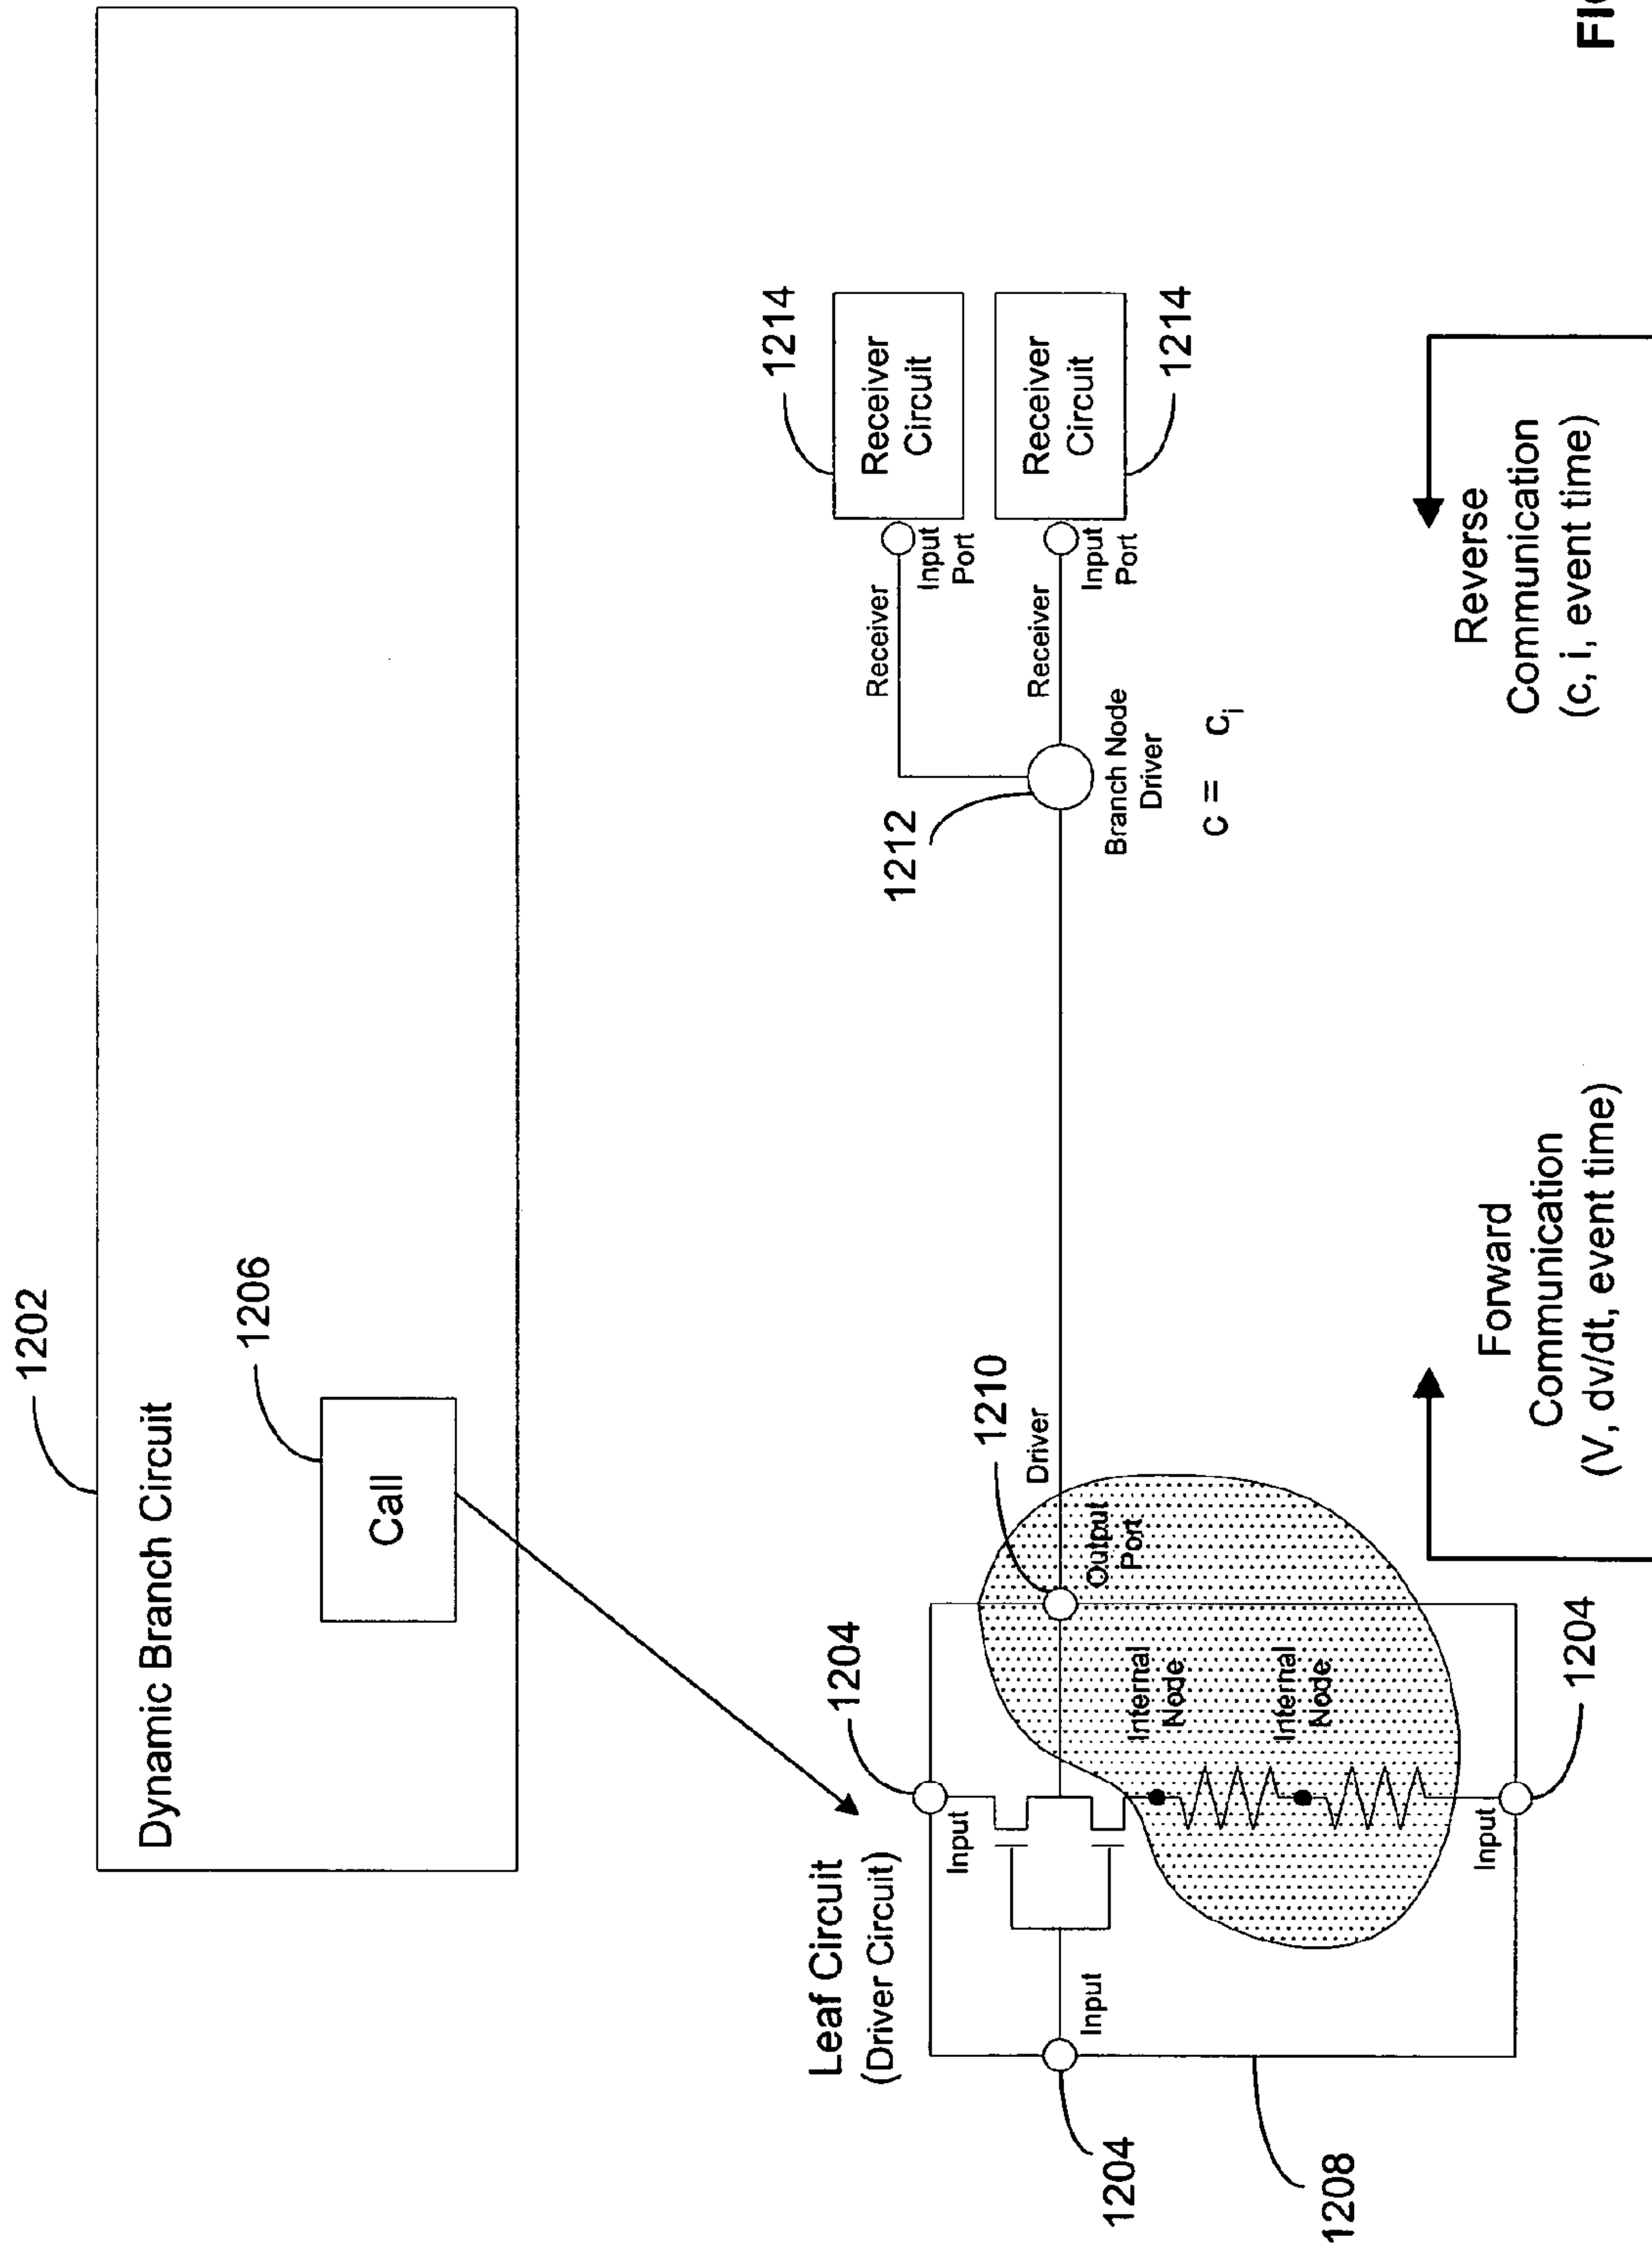 1202
Dynamic Branch Circuit
1206
Call
Leaf Circuit
(Driver Circuit)
1204
Input
1204
Input
1208
Input
1204
Internal
Node
Internal
Node
Output
Port
1210
Driver
1212
Branch Node
Driver
c = c_i
Receiver
Receiver
Input
Port
Input
Port
1214
Receiver
Circuit
Receiver
Circuit
1214
Forward
Communication
(V, dv/dt, event time)
Reverse
Communication
(c, i, event time)